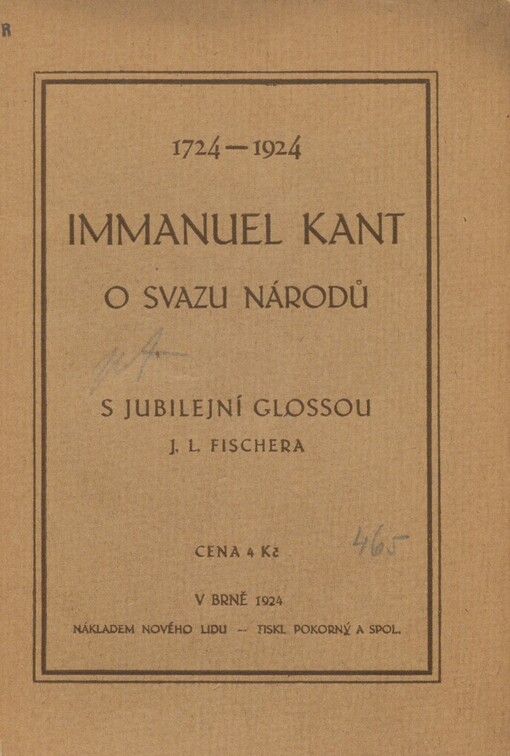 R
1724 — 1924
IMMANUEL KANT
O SVAZU NÁRODŮ
S JUBILEJNÍ GLOSSOU
J. L. FISCHERA
465
CENA 4 Kč
V BRNĚ 1924
NÁKLADEM NOVÉHO LIDU — TISKL POKORNÝ A SPOL.